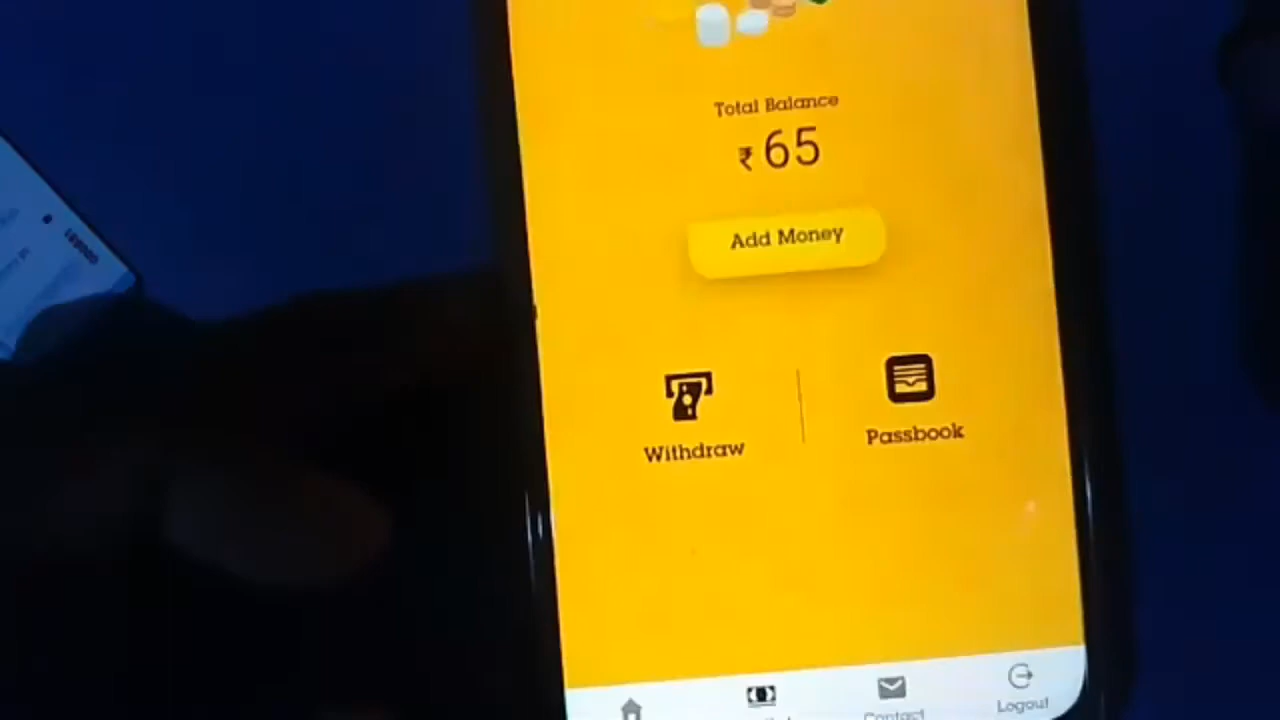 Total Balance
₹ 65
Add Money
Withdraw
Passbook
Contact
Logout